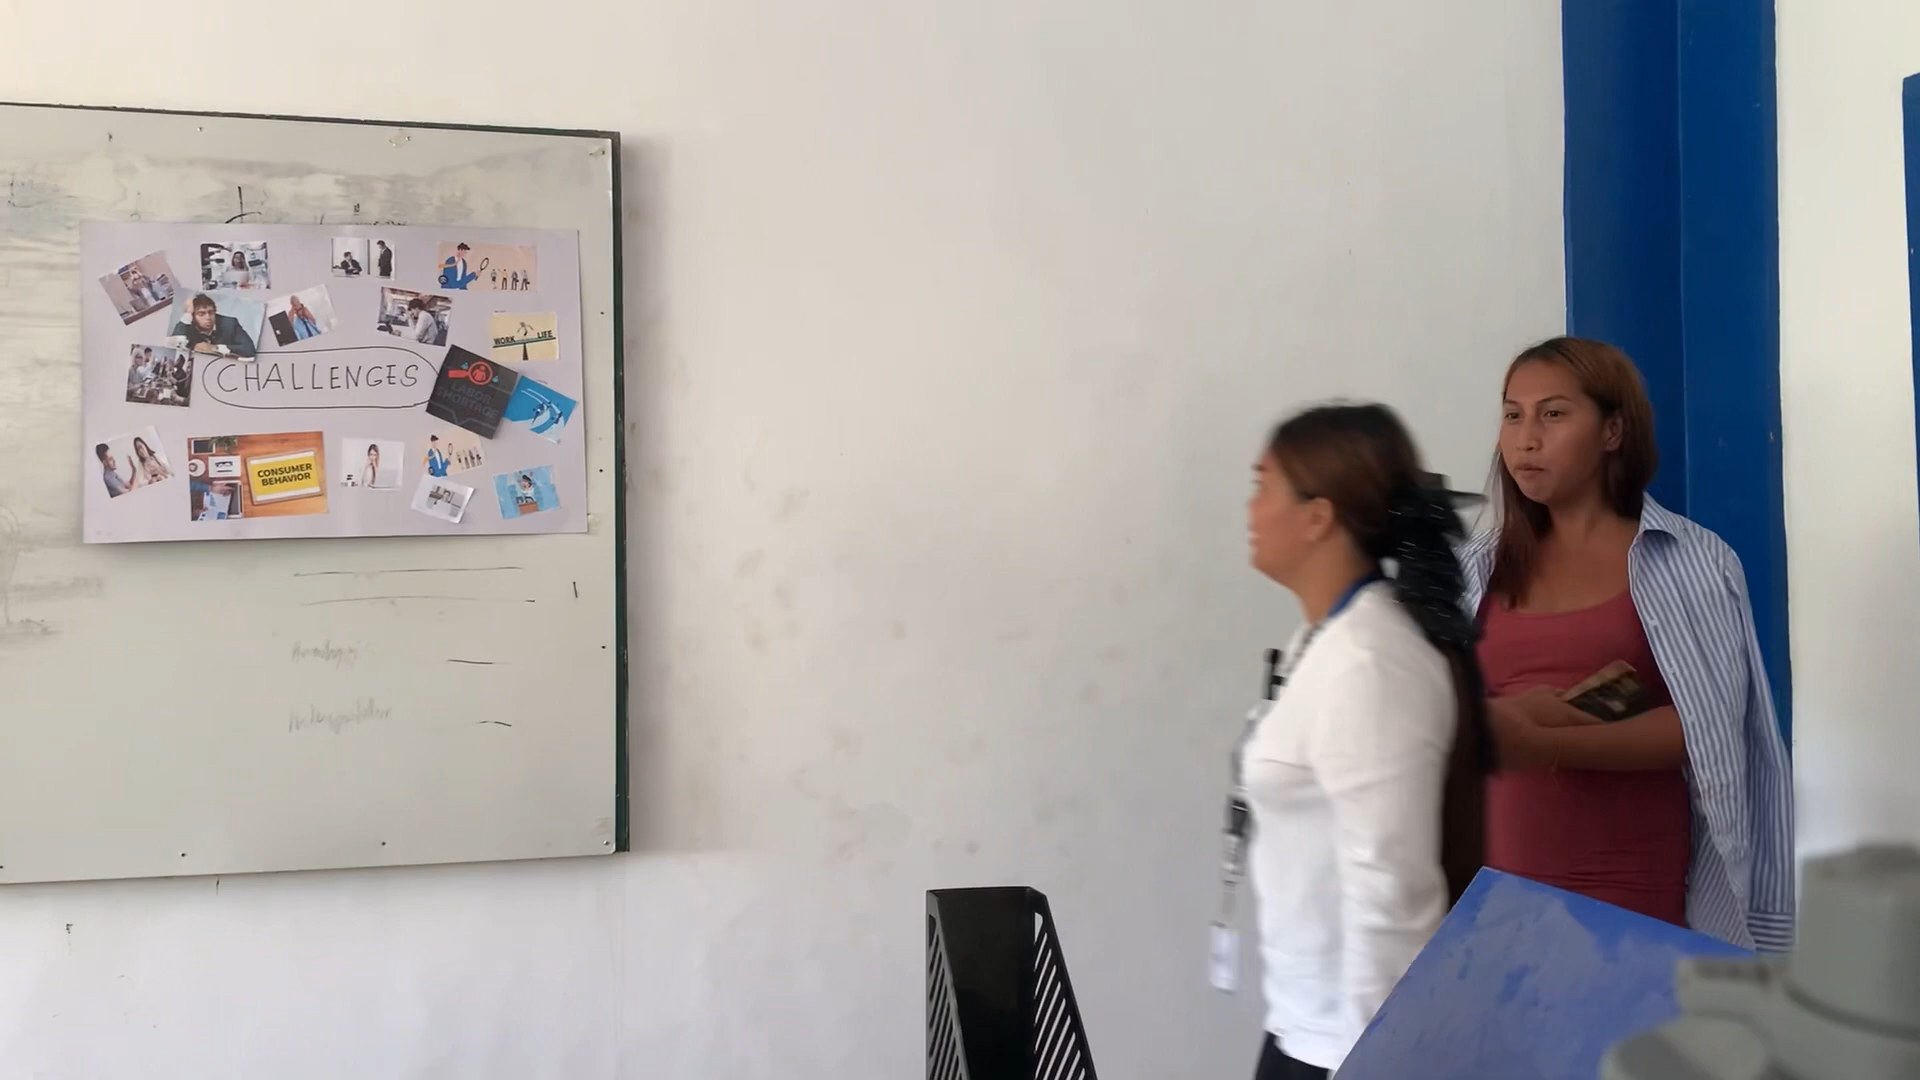 WORK LIFE
CHALLENGES
LABOR
SHORTAGE
CONSUMER
BEHAVIOR